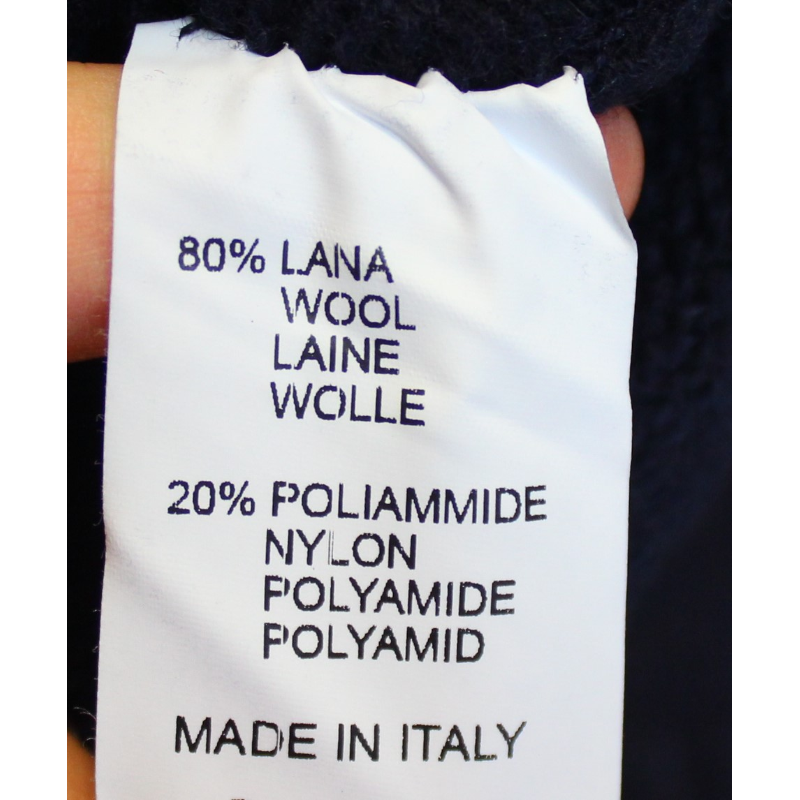 80% LANA
WOOL
LAINE
WOLLE
20% POLIAMMIDE
NYLON
POLYAMIDE
POLYAMID
MADE IN ITALY